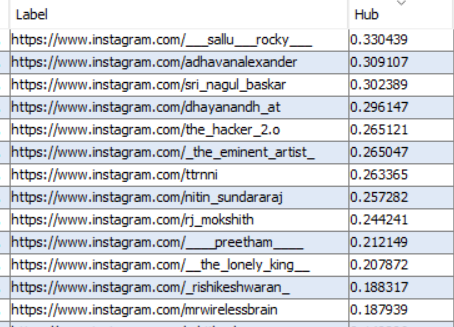 Label Hub
https://www.instagram.com/___sallu___rocky___ 0.330439
https://www.instagram.com/adhavanalexander 0.309107
https://www.instagram.com/sri_nagul_baskar 0.302389
https://www.instagram.com/dhayanandh_at 0.296147
https://www.instagram.com/the_hacker_2.o 0.265121
https://www.instagram.com/_the_eminent_artist_ 0.265047
https://www.instagram.com/ttrnni 0.263365
https://www.instagram.com/nitin_sundararaj 0.257282
https://www.instagram.com/rj_mokshith 0.244241
https://www.instagram.com/____preetham____ 0.212149
https://www.instagram.com/__the_lonely_king__ 0.207872
https://www.instagram.com/_rishikeshwaran_ 0.188317
https://www.instagram.com/mrwirelessbrain 0.187939